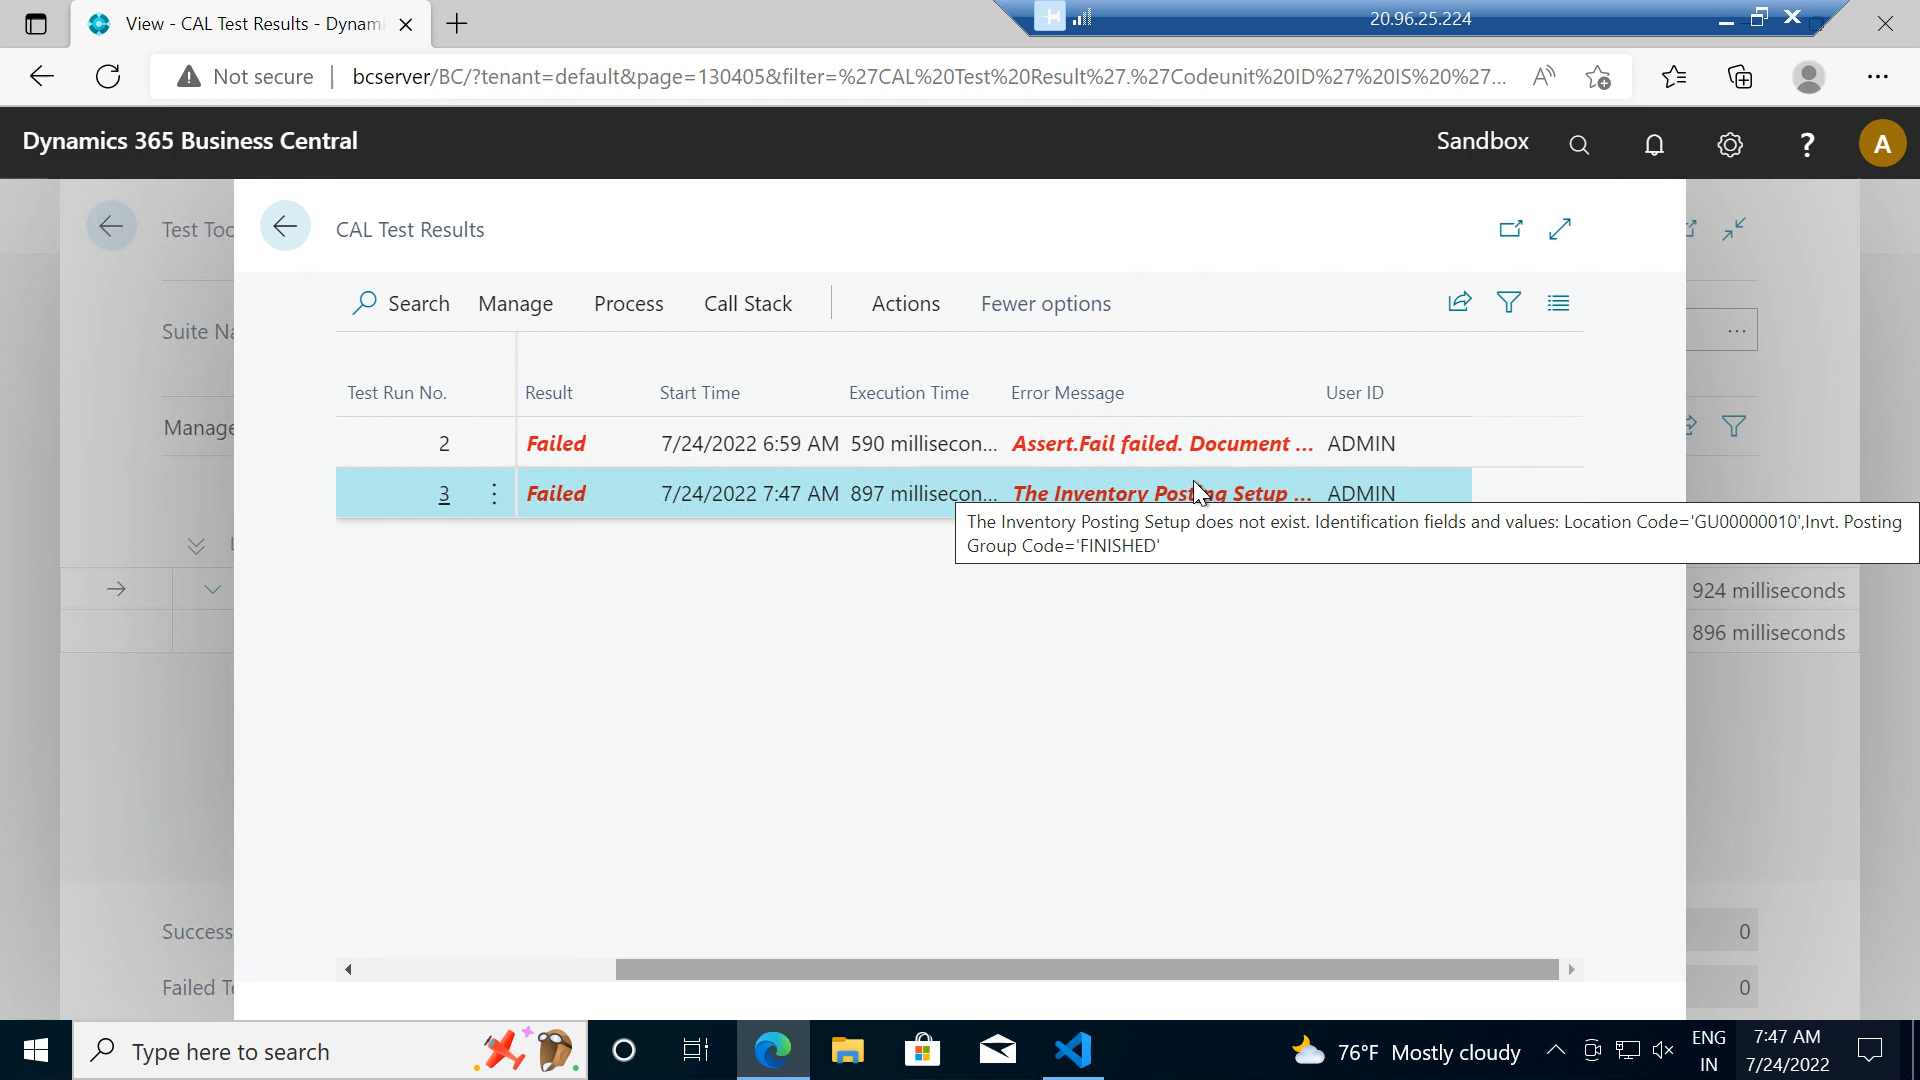 View - CAL Test Results - Dynami
20.96.25.224
Not secure
bcserver/BC/?tenant=default&page=130405&filter=%27CAL%20Test%20Result%27.%27Codeunit%20ID%27%20IS%20%27...
Dynamics 365 Business Central
Sandbox
A
Test Too
CAL Test Results
Search Manage Process Call Stack Actions Fewer options
Suite Na
Manage
Test Run No. Result Start Time Execution Time Error Message User ID
2 Failed 7/24/2022 6:59 AM 590 millisecon... Assert.Fail failed. Document ... ADMIN
3 Failed 7/24/2022 7:47 AM 897 millisecon... The Inventory Posting Setup ... ADMIN
The Inventory Posting Setup does not exist. Identification fields and values: Location Code='GU00000010',Invt. Posting
Group Code='FINISHED'
924 milliseconds
896 milliseconds
Success
0
Failed Te
0
Type here to search
76°F Mostly cloudy
ENG
IN
7:47 AM
7/24/2022